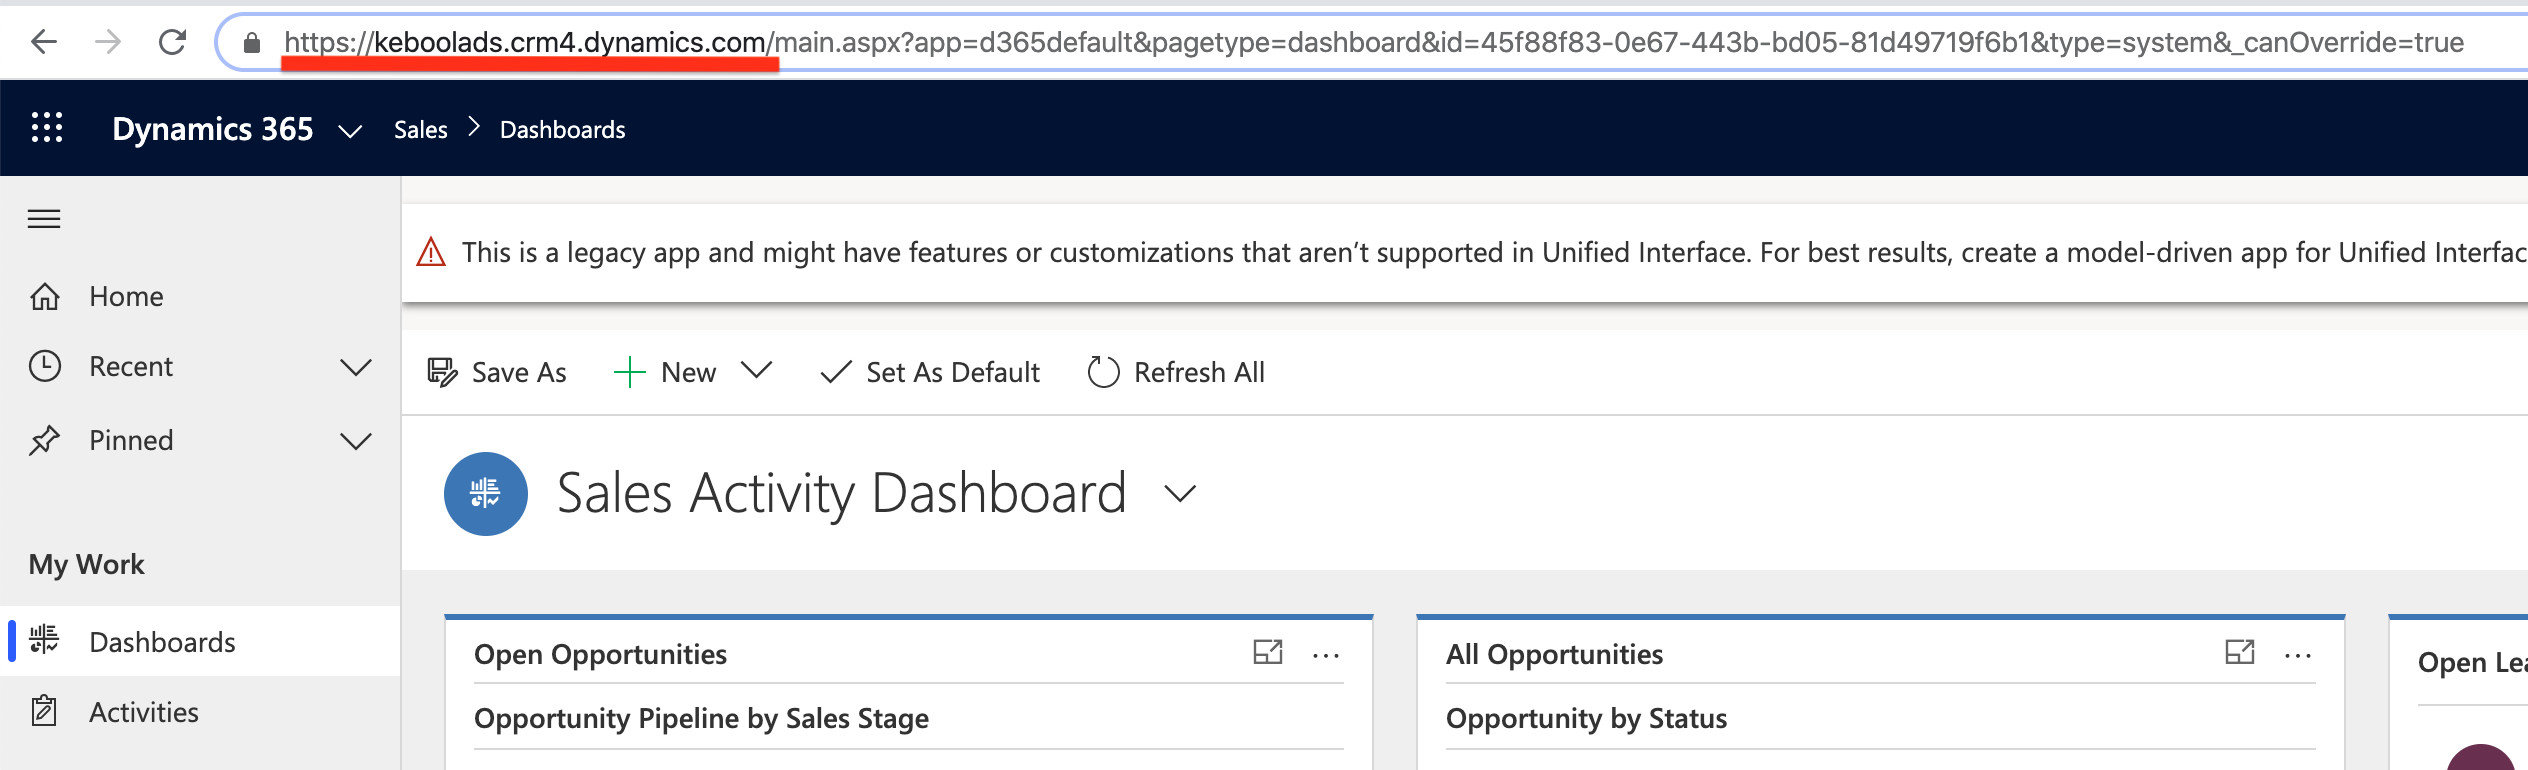 https://keboolads.crm4.dynamics.com/main.aspx?app=d365default&pagetype=dashboard&id=45f88f83-0e67-443b-bd05-81d49719f6b1&type=system&_canOverride=true
Dynamics 365 Sales > Dashboards
This is a legacy app and might have features or customizations that aren’t supported in Unified Interface. For best results, create a model-driven app for Unified Interfac
Home
Recent
Pinned
My Work
Dashboards
Activities
Save As New Set As Default Refresh All
Sales Activity Dashboard
Open Opportunities
Opportunity Pipeline by Sales Stage
All Opportunities
Opportunity by Status
Open Lea